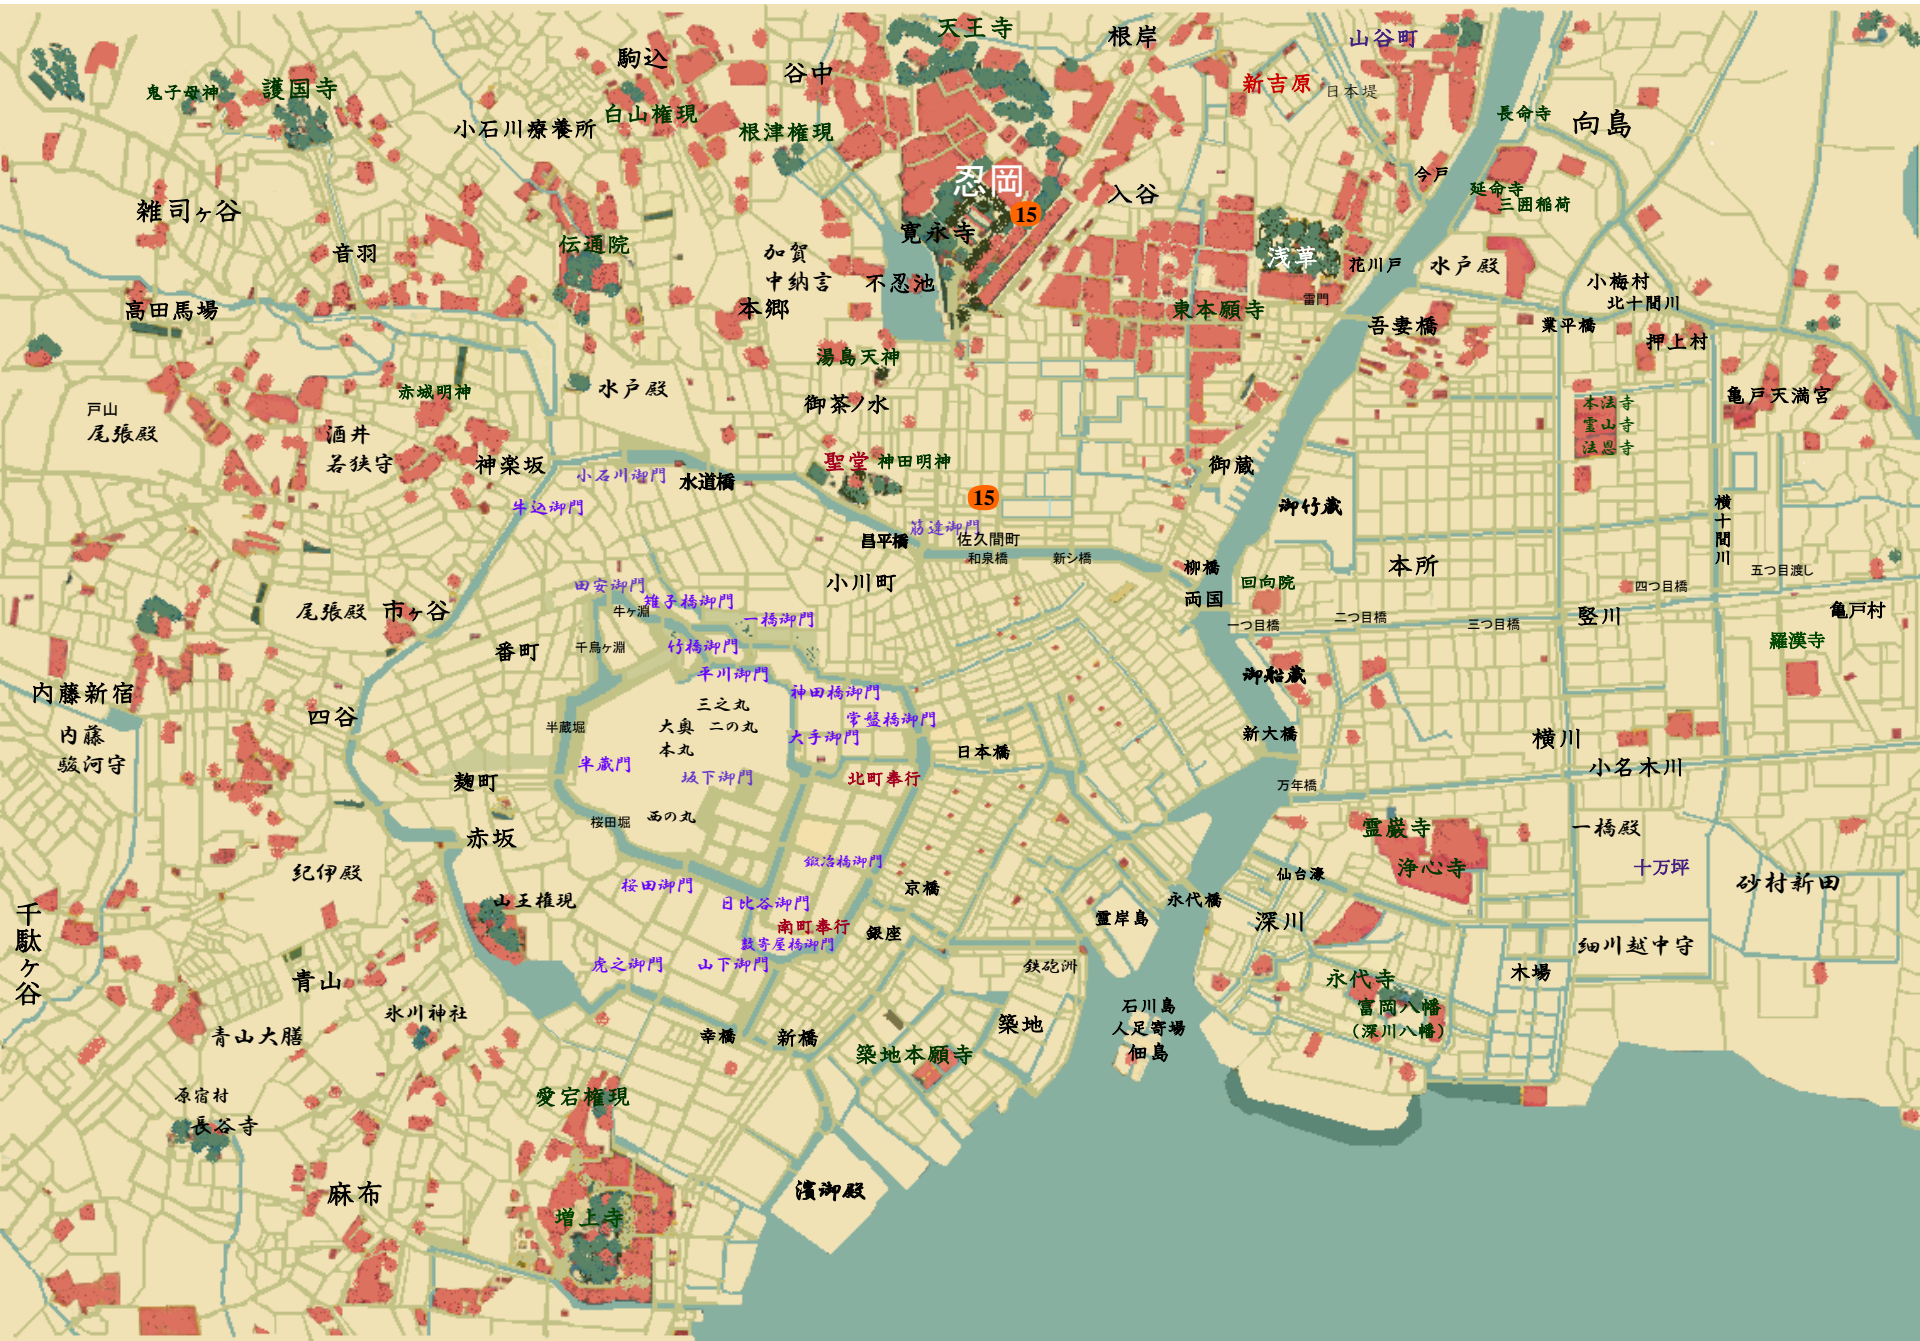 天王寺
根岸
山谷町
駒込
谷中
新吉原
日本堤
鬼子母神
護国寺
白山権現
小石川療養所
根津権現
長命寺
向島
忍岡
今戸
入谷
延命寺
三囲稲荷
雑司ヶ谷
15
寛永寺
伝通院
音羽
加賀
中納言
不忍池
浅草
花川戸
水戸殿
小梅村
北十間川
高田馬場
本郷
東本願寺
雷門
吾妻橋
業平橋
押上村
湯島天神
赤城明神
水戸殿
御茶ノ水
戸山
尾張殿
亀戸天満宮
本法寺
霊山寺
法恩寺
酒井
若狭守
神楽坂
小石川御門
水道橋
聖堂
神田明神
御蔵
15
牛込御門
御竹蔵
横十間川
筋違御門
昌平橋
佐久間町
和泉橋
新シ橋
柳橋
本所
五つ目渡し
小川町
田安御門
雉子橋御門
回向院
四つ目橋
両国
尾張殿
市ヶ谷
牛ヶ淵
一橋御門
一つ目橋
二つ目橋
三つ目橋
竪川
亀戸村
羅漢寺
番町
千鳥ヶ淵
竹橋御門
平川御門
御船蔵
内藤新宿
神田橋御門
三之丸
四谷
半蔵堀
大奥
二の丸
常盤橋御門
大手御門
本丸
日本橋
新大橋
横川
内藤
駿河守
半蔵門
坂下御門
北町奉行
小名木川
麹町
万年橋
桜田堀
西の丸
赤坂
霊巌寺
一橋殿
鍛冶橋御門
浄心寺
十万坪
紀伊殿
仙台濠
砂村新田
桜田御門
京橋
山王権現
日比谷御門
永代橋
千駄ヶ谷
霊岸島
深川
南町奉行
銀座
数寄屋橋御門
細川越中守
虎之御門
山下御門
鉄砲洲
木場
青山
永代寺
氷川神社
石川島
人足寄場
佃島
富岡八幡
（深川八幡）
築地
青山大膳
幸橋
新橋
築地本願寺
原宿村
長谷寺
愛宕権現
麻布
濱御殿
増上寺